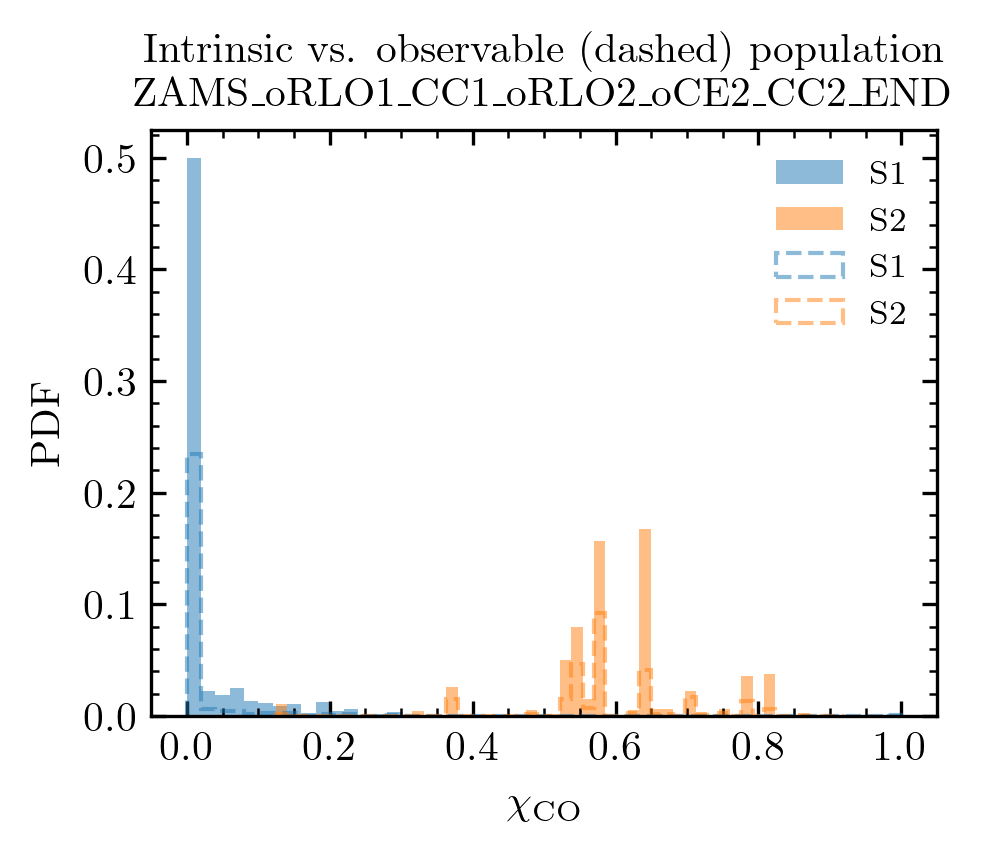 Intrinsic vs. observable (dashed) population
ZAMS_oRLO1_CC1_oRLO2_oCE2_CC2_END
0.5
0.4
0.3
0.2
0.1
0.0
PDF
S1
S2
S1
S2
0.0 0.2 0.4 0.6 0.8 1.0
χCO